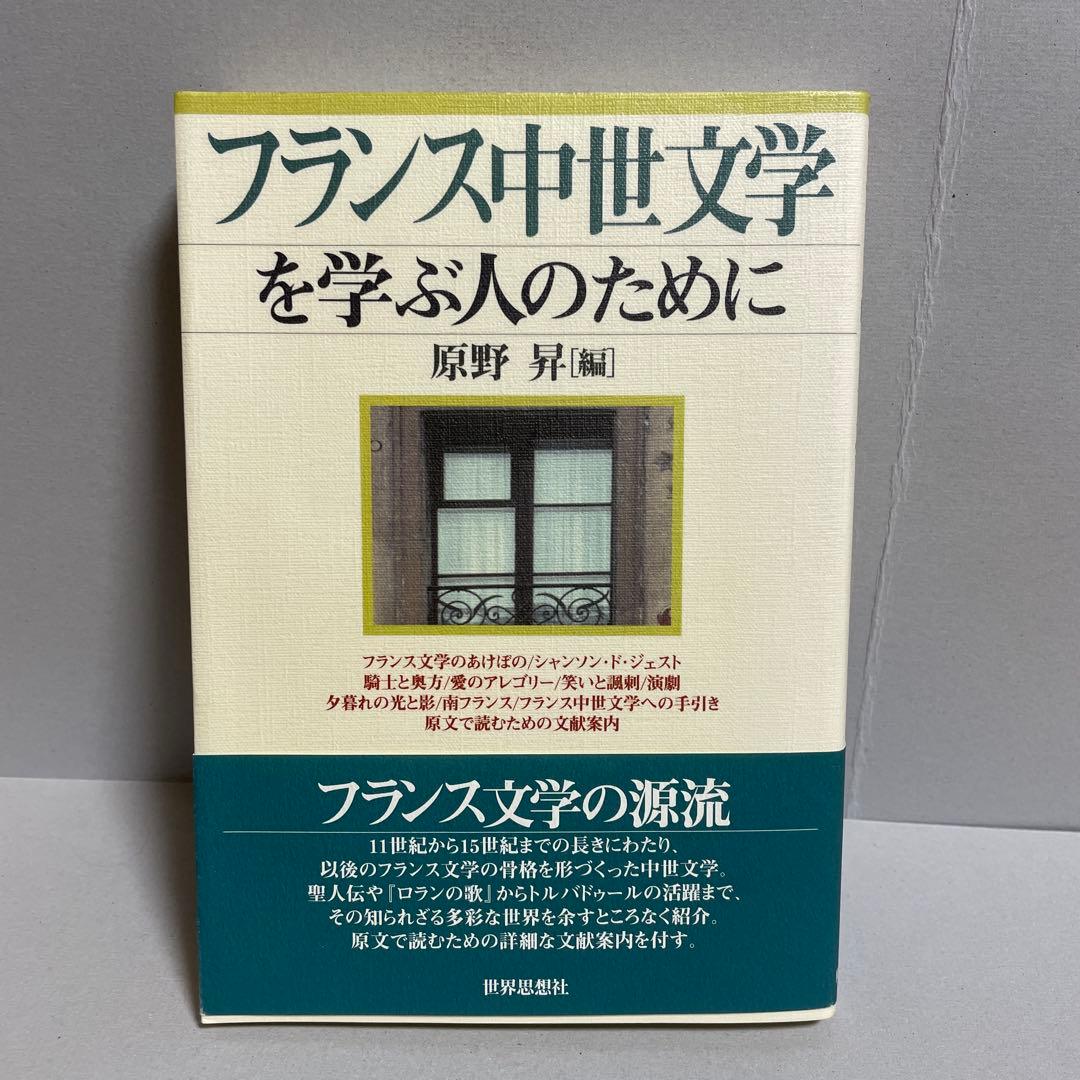 フランス中世文学
を学ぶ人のために
原野 昇[編]
フランス文学のあけぼの/シャンソン・ド・ジェスト
騎士と奥方/愛のアレゴリー/笑いと諷刺/演劇
夕暮れの光と影/南フランス/フランス中世文学への手引き
原文で読むための文献案内
フランス文学の源流
11世紀から15世紀までの長きにわたり、
以後のフランス文学の骨格を形づくった中世文学。
聖人伝や『ロランの歌』からトルバドゥールの活躍まで、
その知られざる多彩な世界を余すところなく紹介。
原文で読むための詳細な文献案内を付す。
世界思想社